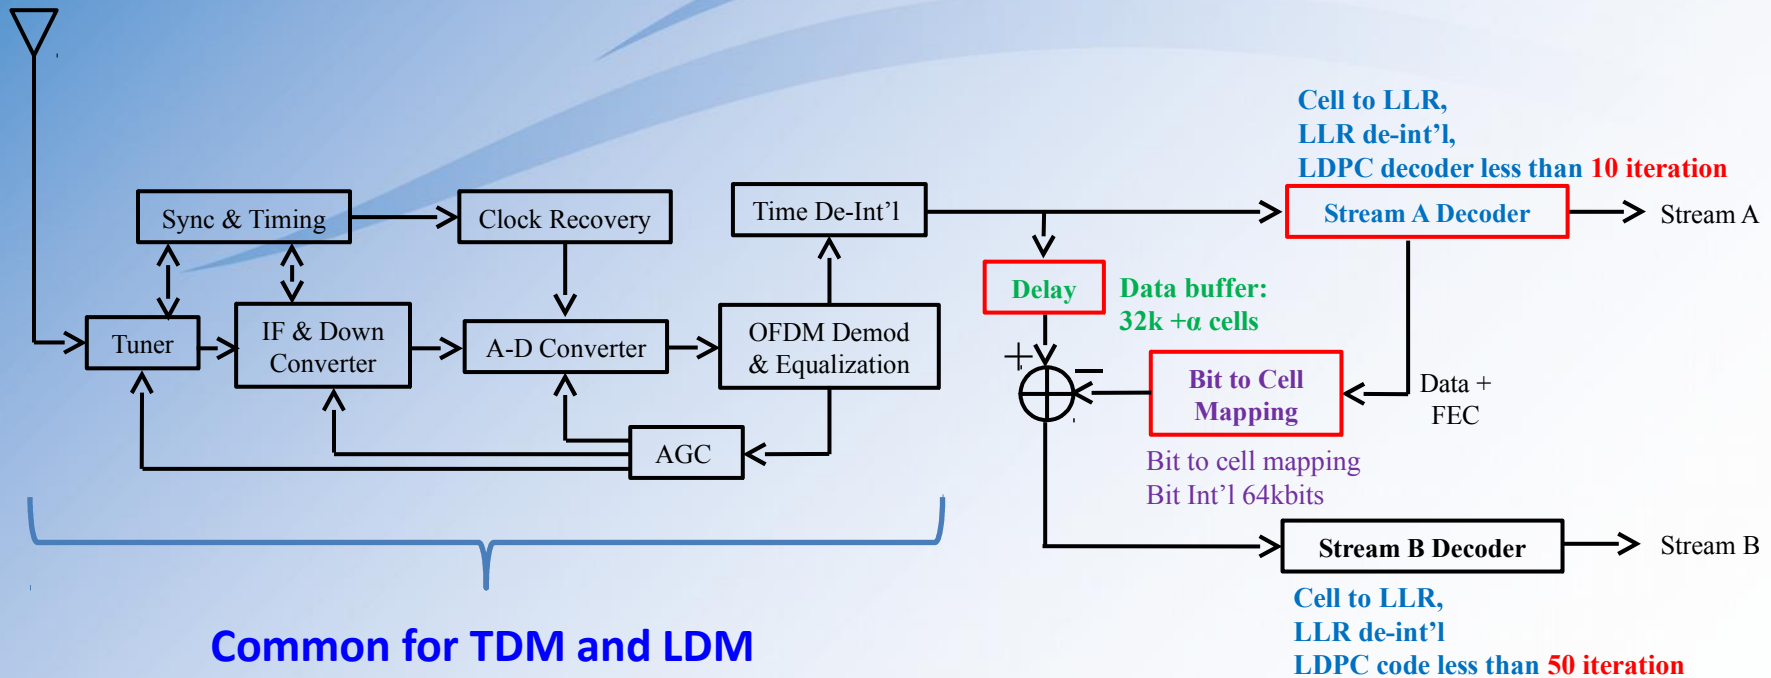 Cell to LLR,
LLR de-int’l,
LDPC decoder less than 10 iteration
Sync & Timing
Clock Recovery
Time De-Int’l
Stream A Decoder
Stream A
Tuner
IF & Down
Converter
A-D Converter
OFDM Demod
& Equalization
AGC
Delay
Data buffer:
32k +α cells
+
−
Bit to Cell
Mapping
Data +
FEC
Bit to cell mapping
Bit Int’l 64kbits
Stream B Decoder
Stream B
Cell to LLR,
LLR de-int’l
LDPC code less than 50 iteration
Common for TDM and LDM